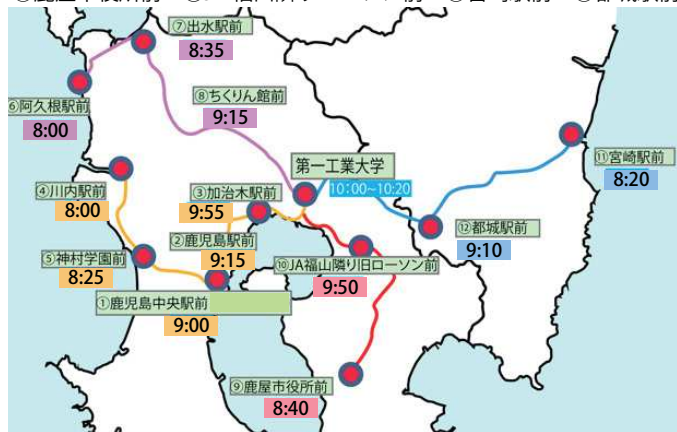 ⑦出水駅前
8:35
⑧ちくりん館前
9:15
⑥阿久根駅前
8:00
第一工業大学
10:00~10:20
⑪宮崎駅前
8:20
④川内駅前
8:00
③加治木駅前
9:55
⑫都城駅前
9:10
②鹿児島駅前
9:15
⑤神村学園前
8:25
⑩JA福山隣り旧ローソン前
9:50
①鹿児島中央駅前
9:00
⑨鹿屋市役所前
8:40